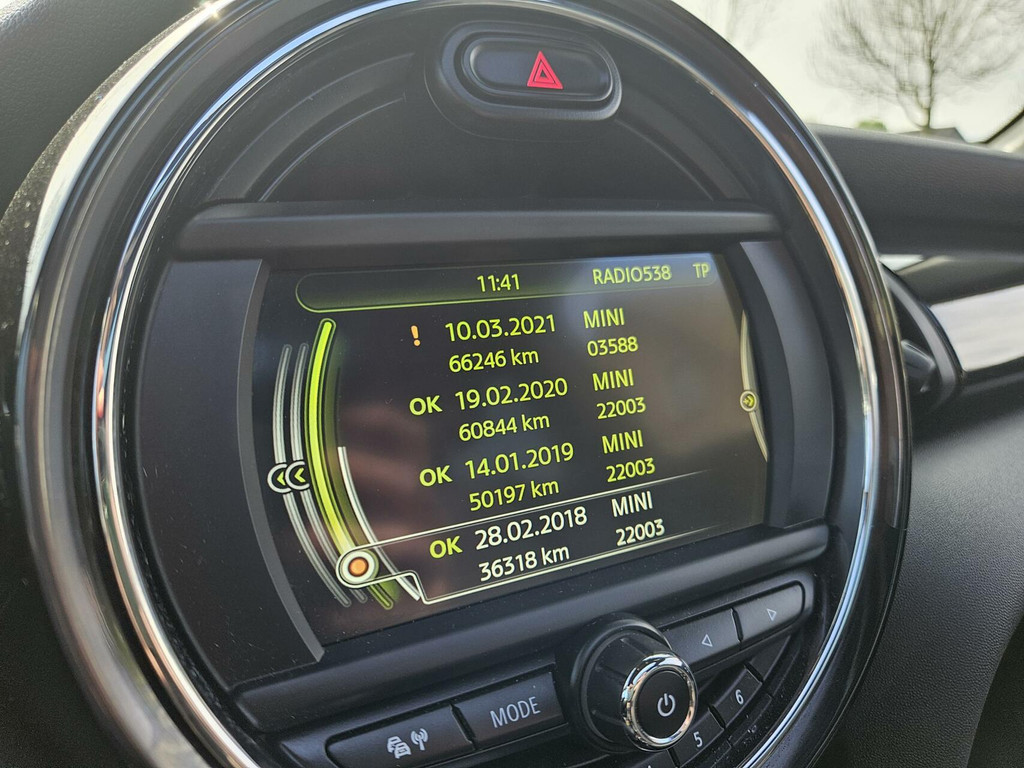 11:41 RADIO538 TP
! 10.03.2021 MINI
66246 km 03588
OK 19.02.2020 MINI
60844 km 22003
OK 14.01.2019 MINI
50197 km 22003
OK 28.02.2018 MINI
36318 km 22003
MODE
6
5